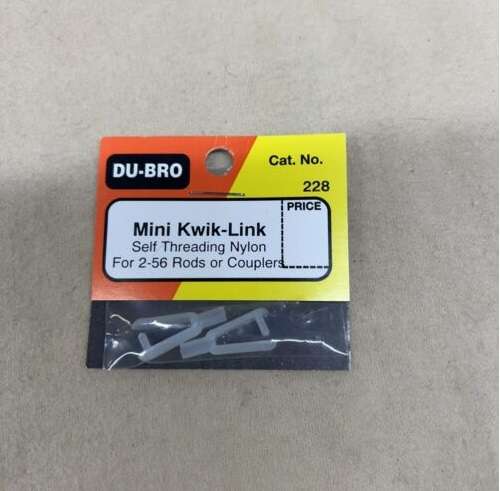 DU-BRO
Cat. No.
228
PRICE
Mini Kwik-Link
Self Threading Nylon
For 2-56 Rods or Couplers